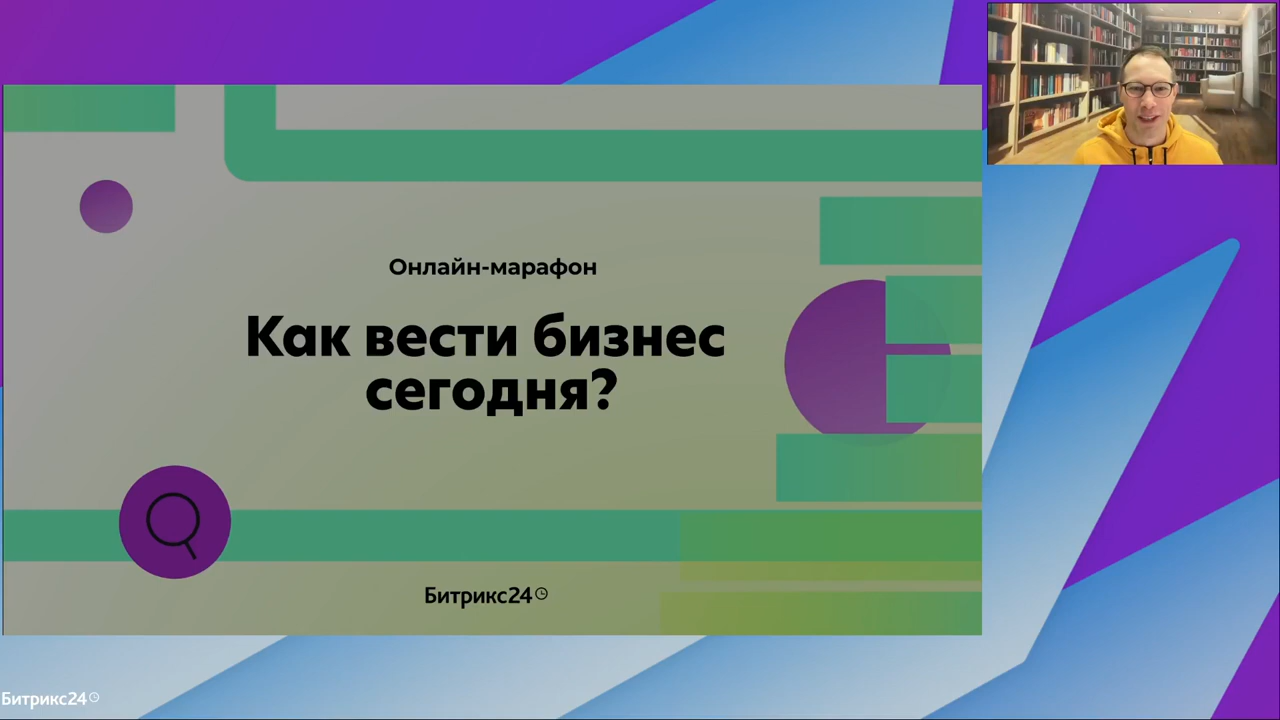 Онлайн-марафон
Как вести бизнес
сегодня?
Битрикс24
Битрикс24